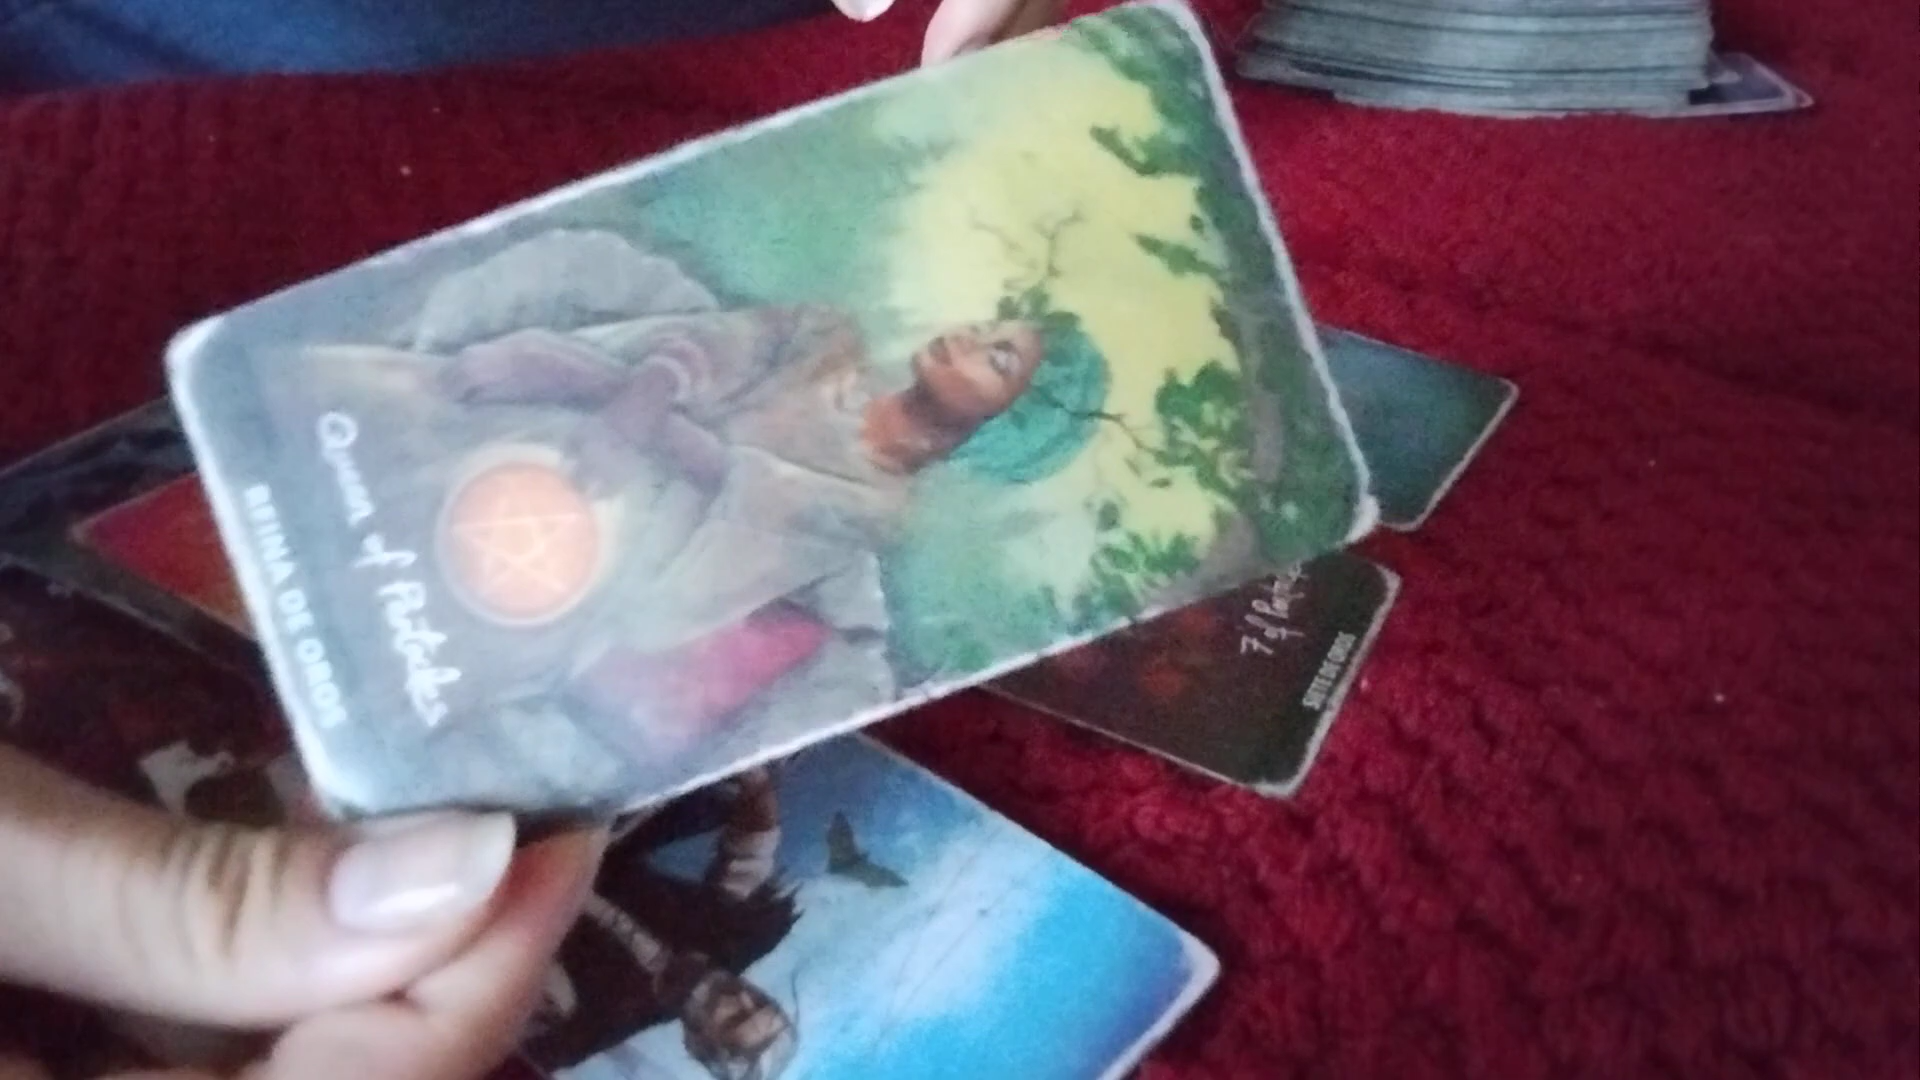 Queen of Pentacles
REINA DE OROS
7 of Pentacles
SIETE DE OROS